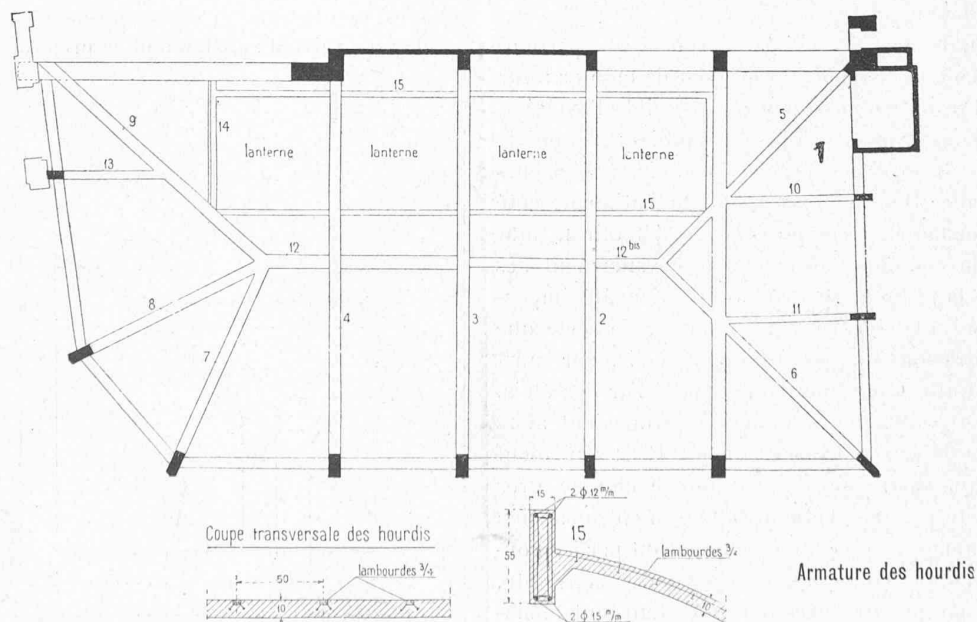 15
5
9
14
lanterne lanterne lanterne lanterne
13
10
15
12 12 bis
8
11
4 3 2
7
6
15 2 ϕ 12 m/m
Coupe transversale des hourdis
15
55
lambourdes 3/4
50 lambourdes 3/4
Armature des hourdis
10
10
2 ϕ 15 m/m